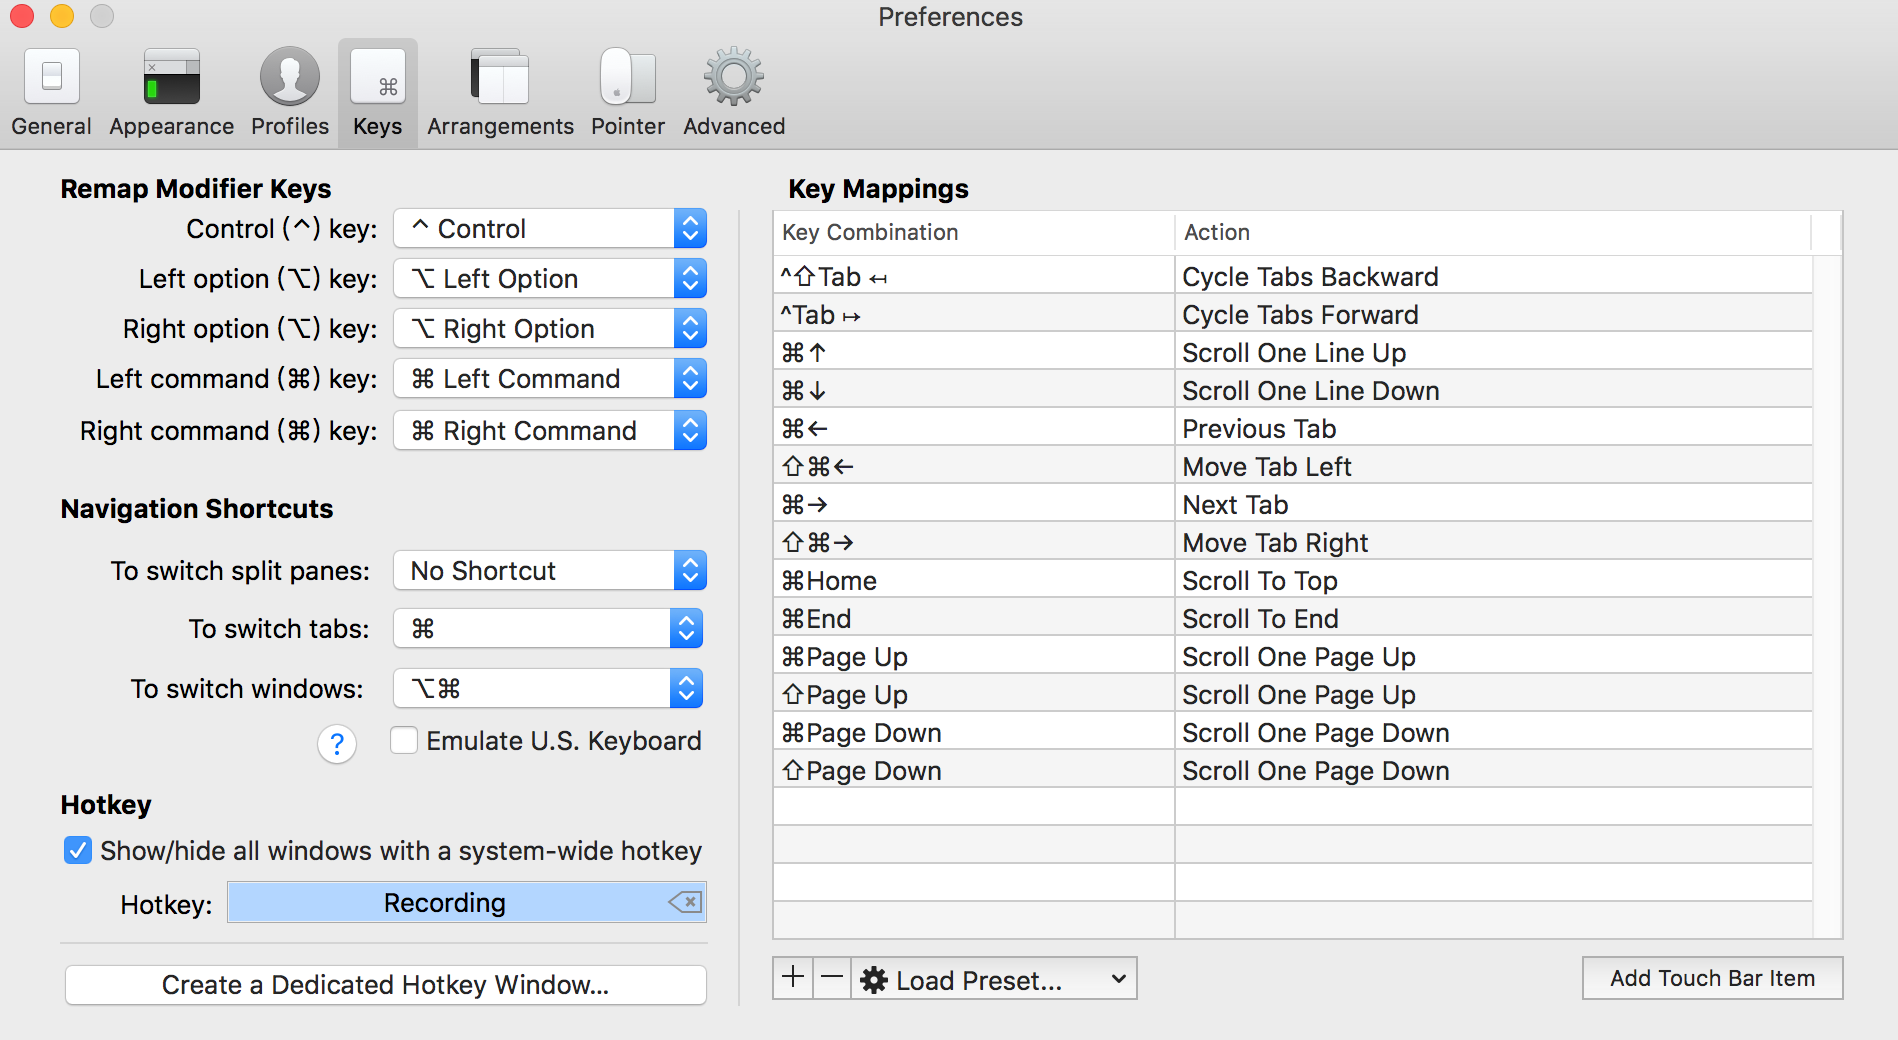 Preferences
General Appearance Profiles Keys Arrangements Pointer Advanced
Remap Modifier Keys
Control (^) key: ^ Control
Left option (⌥) key: ⌥ Left Option
Right option (⌥) key: ⌥ Right Option
Left command (⌘) key: ⌘ Left Command
Right command (⌘) key: ⌘ Right Command
Navigation Shortcuts
To switch split panes: No Shortcut
To switch tabs: ⌘
To switch windows: ⌥⌘
? Emulate U.S. Keyboard
Hotkey
Show/hide all windows with a system-wide hotkey
Hotkey: Recording
Create a Dedicated Hotkey Window...
Key Mappings
Key Combination Action
^⇧Tab ↤ Cycle Tabs Backward
^Tab ↦ Cycle Tabs Forward
⌘↑ Scroll One Line Up
⌘↓ Scroll One Line Down
⌘← Previous Tab
⇧⌘← Move Tab Left
⌘→ Next Tab
⇧⌘→ Move Tab Right
⌘Home Scroll To Top
⌘End Scroll To End
⌘Page Up Scroll One Page Up
⇧Page Up Scroll One Page Up
⌘Page Down Scroll One Page Down
⇧Page Down Scroll One Page Down
+ − Load Preset... Add Touch Bar Item